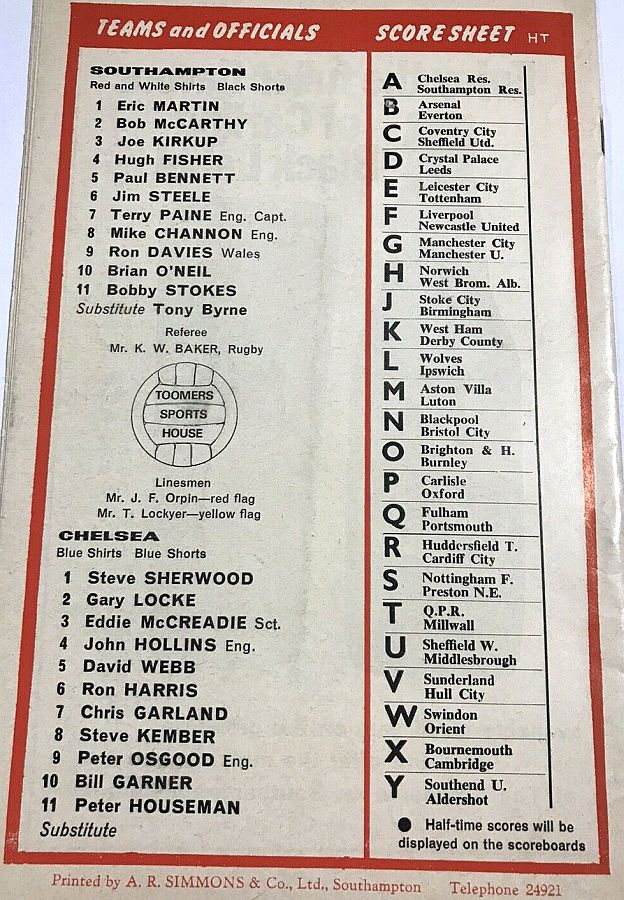 TEAMS and OFFICIALS
SOUTHAMPTON
Red and White Shirts Black Shorts
1 Eric MARTIN
2 Bob McCARTHY
3 Joe KIRKUP
4 Hugh FISHER
5 Paul BENNETT
6 Jim STEELE
7 Terry PAINE Eng. Capt.
8 Mike CHANNON Eng.
9 Ron DAVIES Wales
10 Brian O'NEIL
11 Bobby STOKES
Substitute Tony Byrne
Referee
Mr. K. W. BAKER, Rugby
TOOMERS
SPORTS
HOUSE
Linesmen
Mr. J. F. Orpin—red flag
Mr. T. Lockyer—yellow flag
CHELSEA
Blue Shirts Blue Shorts
1 Steve SHERWOOD
2 Gary LOCKE
3 Eddie McCREADIE Sct.
4 John HOLLINS Eng.
5 David WEBB
6 Ron HARRIS
7 Chris GARLAND
8 Steve KEMBER
9 Peter OSGOOD Eng.
10 Bill GARNER
11 Peter HOUSEMAN
Substitute
SCORE SHEET HT
A Chelsea Res.
Southampton Res.
B Arsenal
Everton
C Coventry City
Sheffield Utd.
D Crystal Palace
Leeds
E Leicester City
Tottenham
F Liverpool
Newcastle United
G Manchester City
Manchester U.
H Norwich
West Brom. Alb.
J Stoke City
Birmingham
K West Ham
Derby County
L Wolves
Ipswich
M Aston Villa
Luton
N Blackpool
Bristol City
O Brighton & H.
Burnley
P Carlisle
Oxford
Q Fulham
Portsmouth
R Huddersfield T.
Cardiff City
S Nottingham F.
Preston N.E.
T Q.P.R.
Millwall
U Sheffield W.
Middlesbrough
V Sunderland
Hull City
W Swindon
Orient
X Bournemouth
Cambridge
Y Southend U.
Aldershot
● Half-time scores will be
displayed on the scoreboards
Printed by A. R. SIMMONS & Co., Ltd., Southampton Telephone 24921